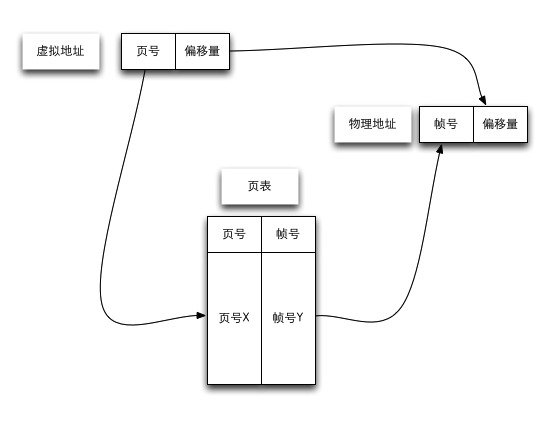 虚拟地址
页号 偏移量
物理地址
帧号 偏移量
页表
页号 帧号
页号X 帧号Y